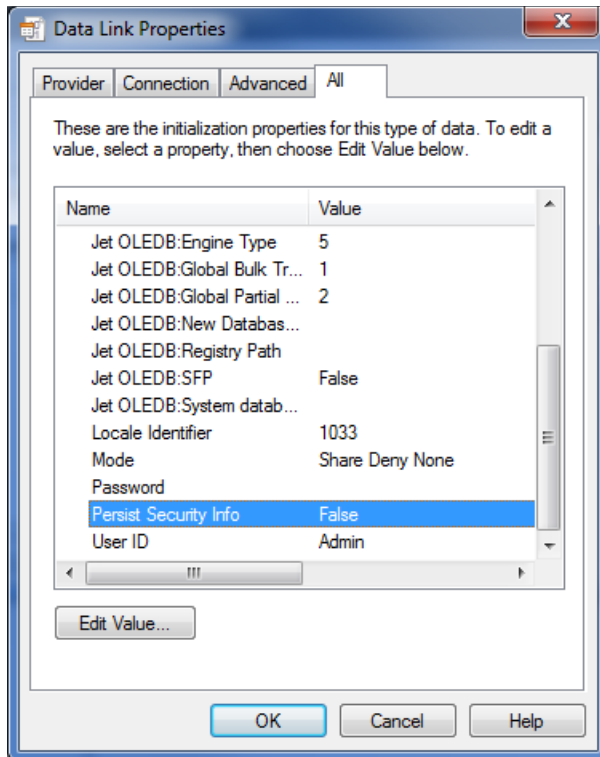 Data Link Properties
Provider Connection Advanced All
These are the initialization properties for this type of data. To edit a
value, select a property, then choose Edit Value below.
Name Value
Jet OLEDB:Engine Type 5
Jet OLEDB:Global Bulk Tr... 1
Jet OLEDB:Global Partial ... 2
Jet OLEDB:New Databas...
Jet OLEDB:Registry Path
Jet OLEDB:SFP False
Jet OLEDB:System datab...
Locale Identifier 1033
Mode Share Deny None
Password
Persist Security Info False
User ID Admin
Edit Value...
OK Cancel Help